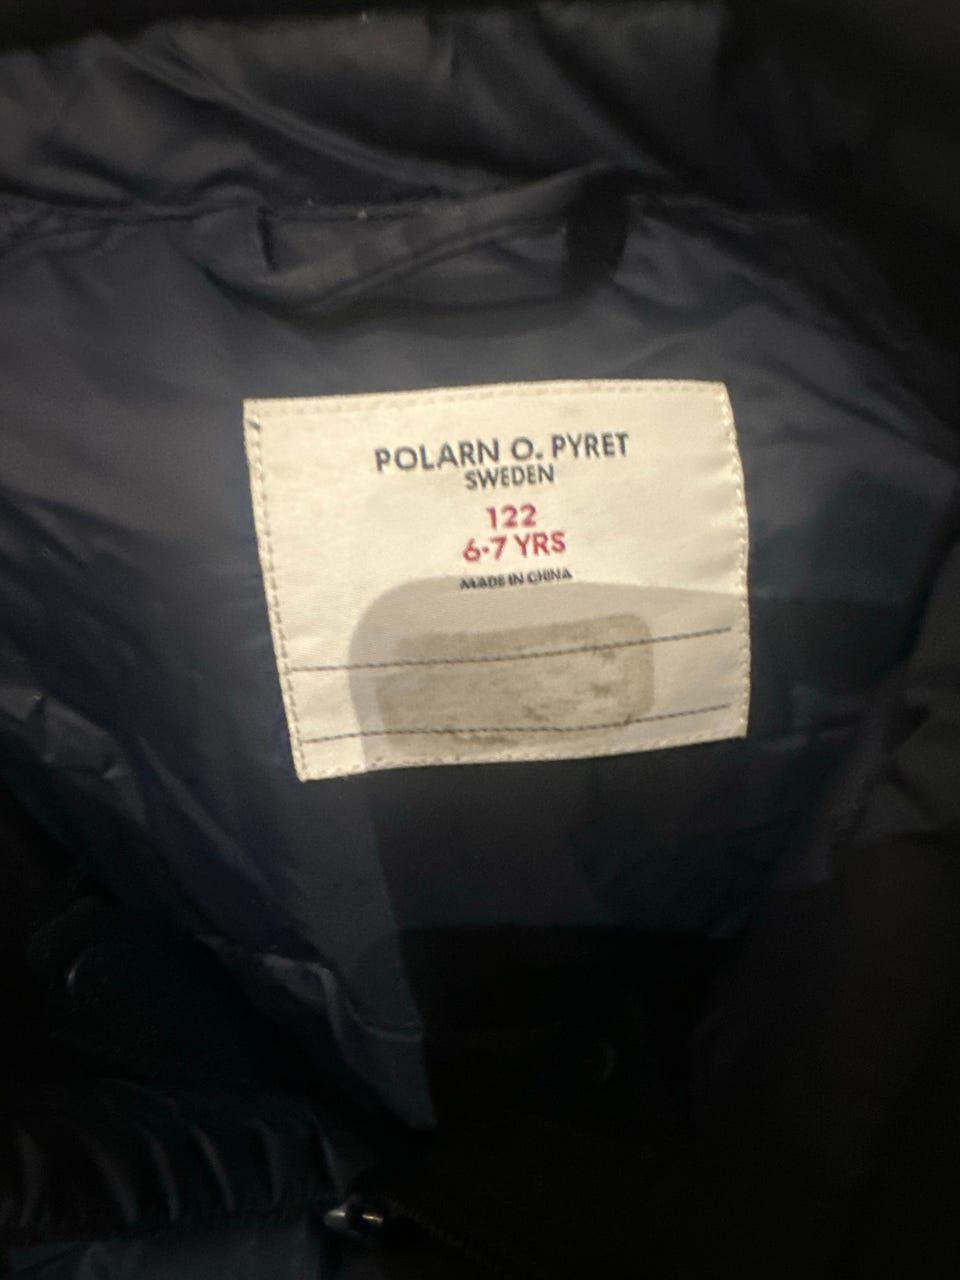 POLARN O. PYRET
SWEDEN
122
6-7 YRS
MADE IN CHINA